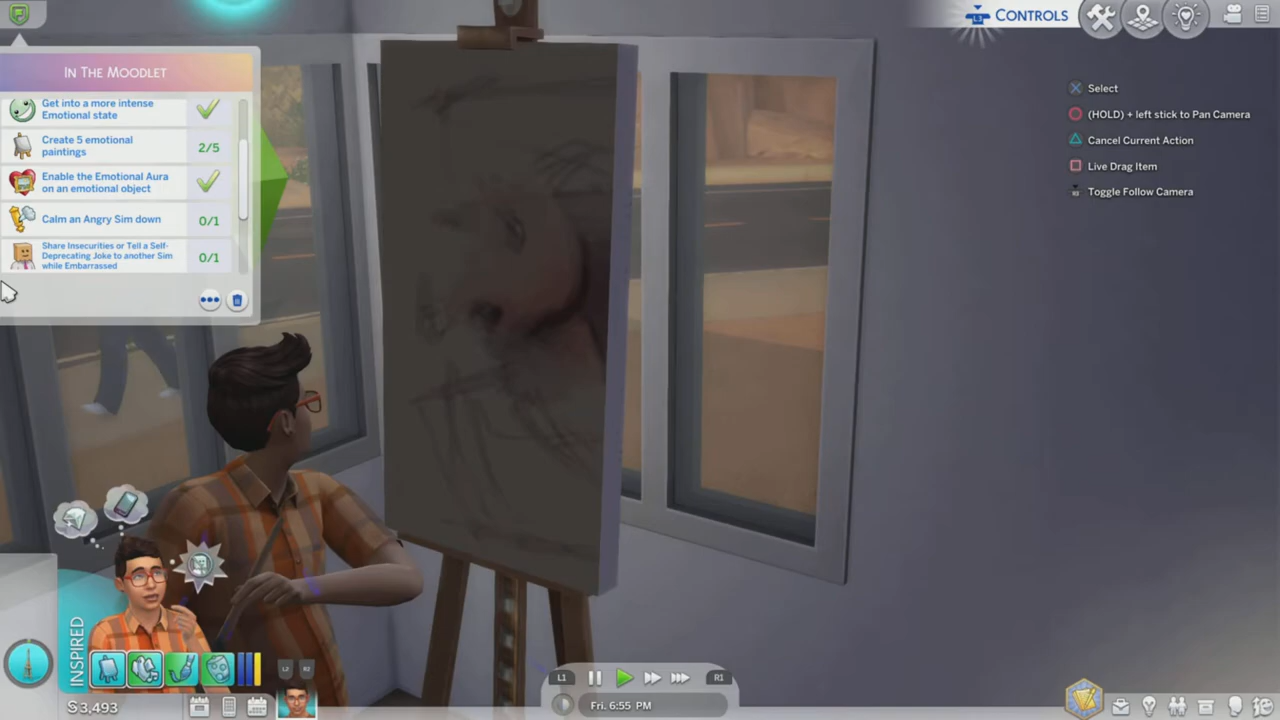 CONTROLS
IN THE MOODLET
Get into a more intense
Emotional state
Create 5 emotional
paintings
2/5
Enable the Emotional Aura
on an emotional object
Calm an Angry Sim down
0/1
Share Insecurities or Tell a Self-
Deprecating Joke to another Sim
while Embarrassed
0/1
Select
(HOLD) + left stick to Pan Camera
Cancel Current Action
Live Drag Item
Toggle Follow Camera
INSPIRED
L2
R2
L1
R1
§3,493
Fri. 6:55 PM